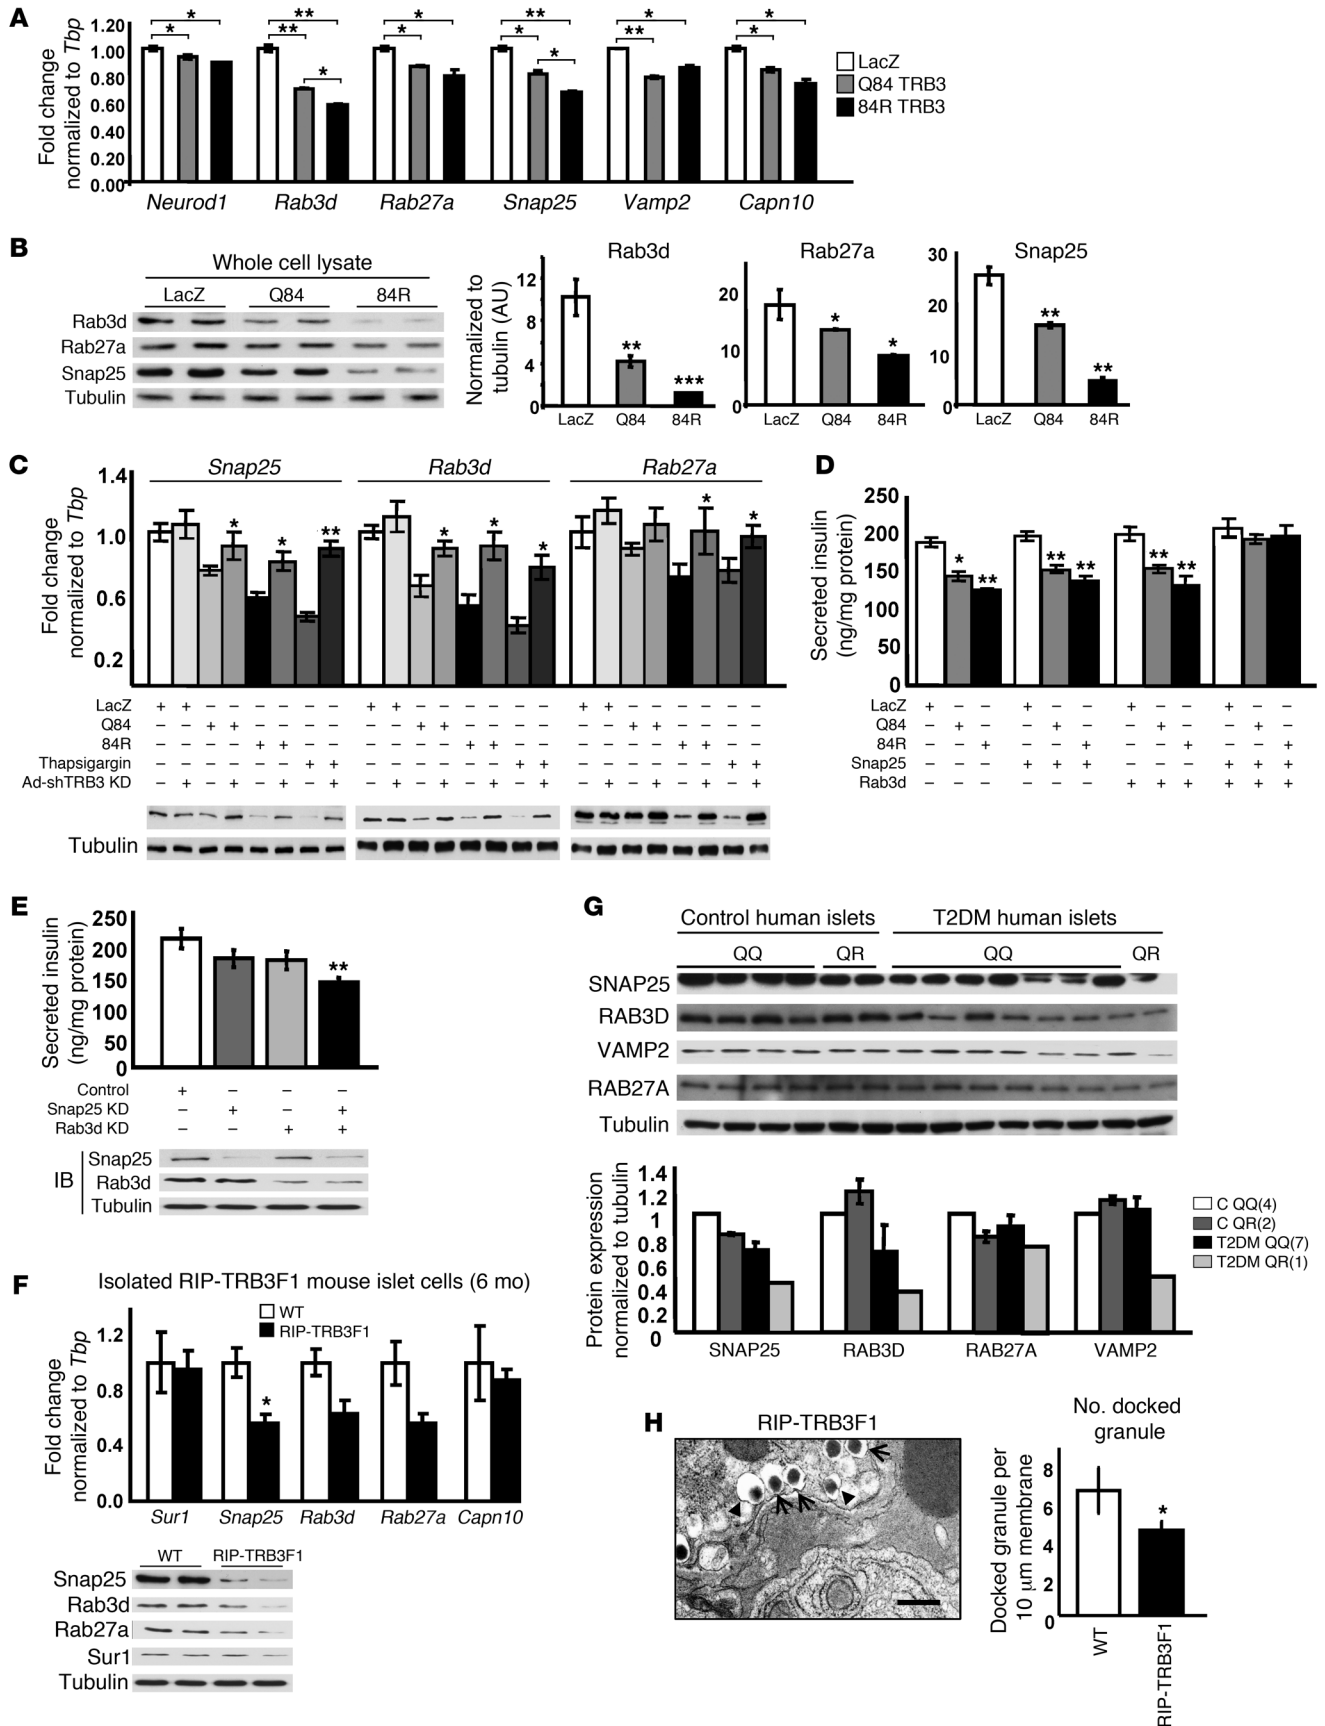 A
Fold change
normalized to Tbp
1.20
1.00
0.80
0.60
0.40
0.20
0.00
* * ** ** * * * ** * * ** * * *
Neurod1 Rab3d Rab27a Snap25 Vamp2 Capn10
LacZ
Q84 TRB3
84R TRB3
B
Whole cell lysate
LacZ Q84 84R
Rab3d
Rab27a
Snap25
Tubulin
Normalized to
tubulin (AU)
Rab3d
12
8
4
0
** ***
LacZ Q84 84R
Rab27a
20
10
0
* *
LacZ Q84 84R
Snap25
30
20
10
0
** **
LacZ Q84 84R
C
Fold change
normalized to Tbp
1.4
1.0
0.6
0.2
Snap25 Rab3d Rab27a
* * ** * * * * *
LacZ + + – – – – – – + + – – – – – – + + – – – – – –
Q84 – – + + – – – – – – + + – – – – – – + + – – – –
84R – – – – + + – – – – – – + + – – – – – – + + – –
Thapsigargin – – – – – – + + – – – – – – + + – – – – – – + +
Ad-shTRB3 KD – + – + – + – + – + – + – + – + – + – + – + – +
Tubulin
D
Secreted insulin
(ng/mg protein)
250
200
150
100
50
0
* ** ** ** ** **
LacZ + – – + – – + – – + – –
Q84 – + – – + – – + – – + –
84R – – + – – + – – + – – +
Snap25 – – – + + + – – – + + +
Rab3d – – – – – – + + + + + +
E
Secreted insulin
(ng/mg protein)
250
200
150
100
50
0
**
Control + – – –
Snap25 KD – + – +
Rab3d KD – – + +
IB
Snap25
Rab3d
Tubulin
F
Isolated RIP-TRB3F1 mouse islet cells (6 mo)
WT
RIP-TRB3F1
Fold change
normalized to Tbp
1.2
0.8
0.4
0.0
*
Sur1 Snap25 Rab3d Rab27a Capn10
WT RIP-TRB3F1
Snap25
Rab3d
Rab27a
Sur1
Tubulin
G
Control human islets T2DM human islets
QQ QR QQ QR
SNAP25
RAB3D
VAMP2
RAB27A
Tubulin
Protein expression
normalized to tubulin
1.4
1.2
1
0.8
0.6
0.4
0.2
0
SNAP25 RAB3D RAB27A VAMP2
C QQ(4)
C QR(2)
T2DM QQ(7)
T2DM QR(1)
H
RIP-TRB3F1
No. docked
granule
Docked granule per
10 µm membrane
8
6
4
2
0
*
WT
RIP-TRB3F1